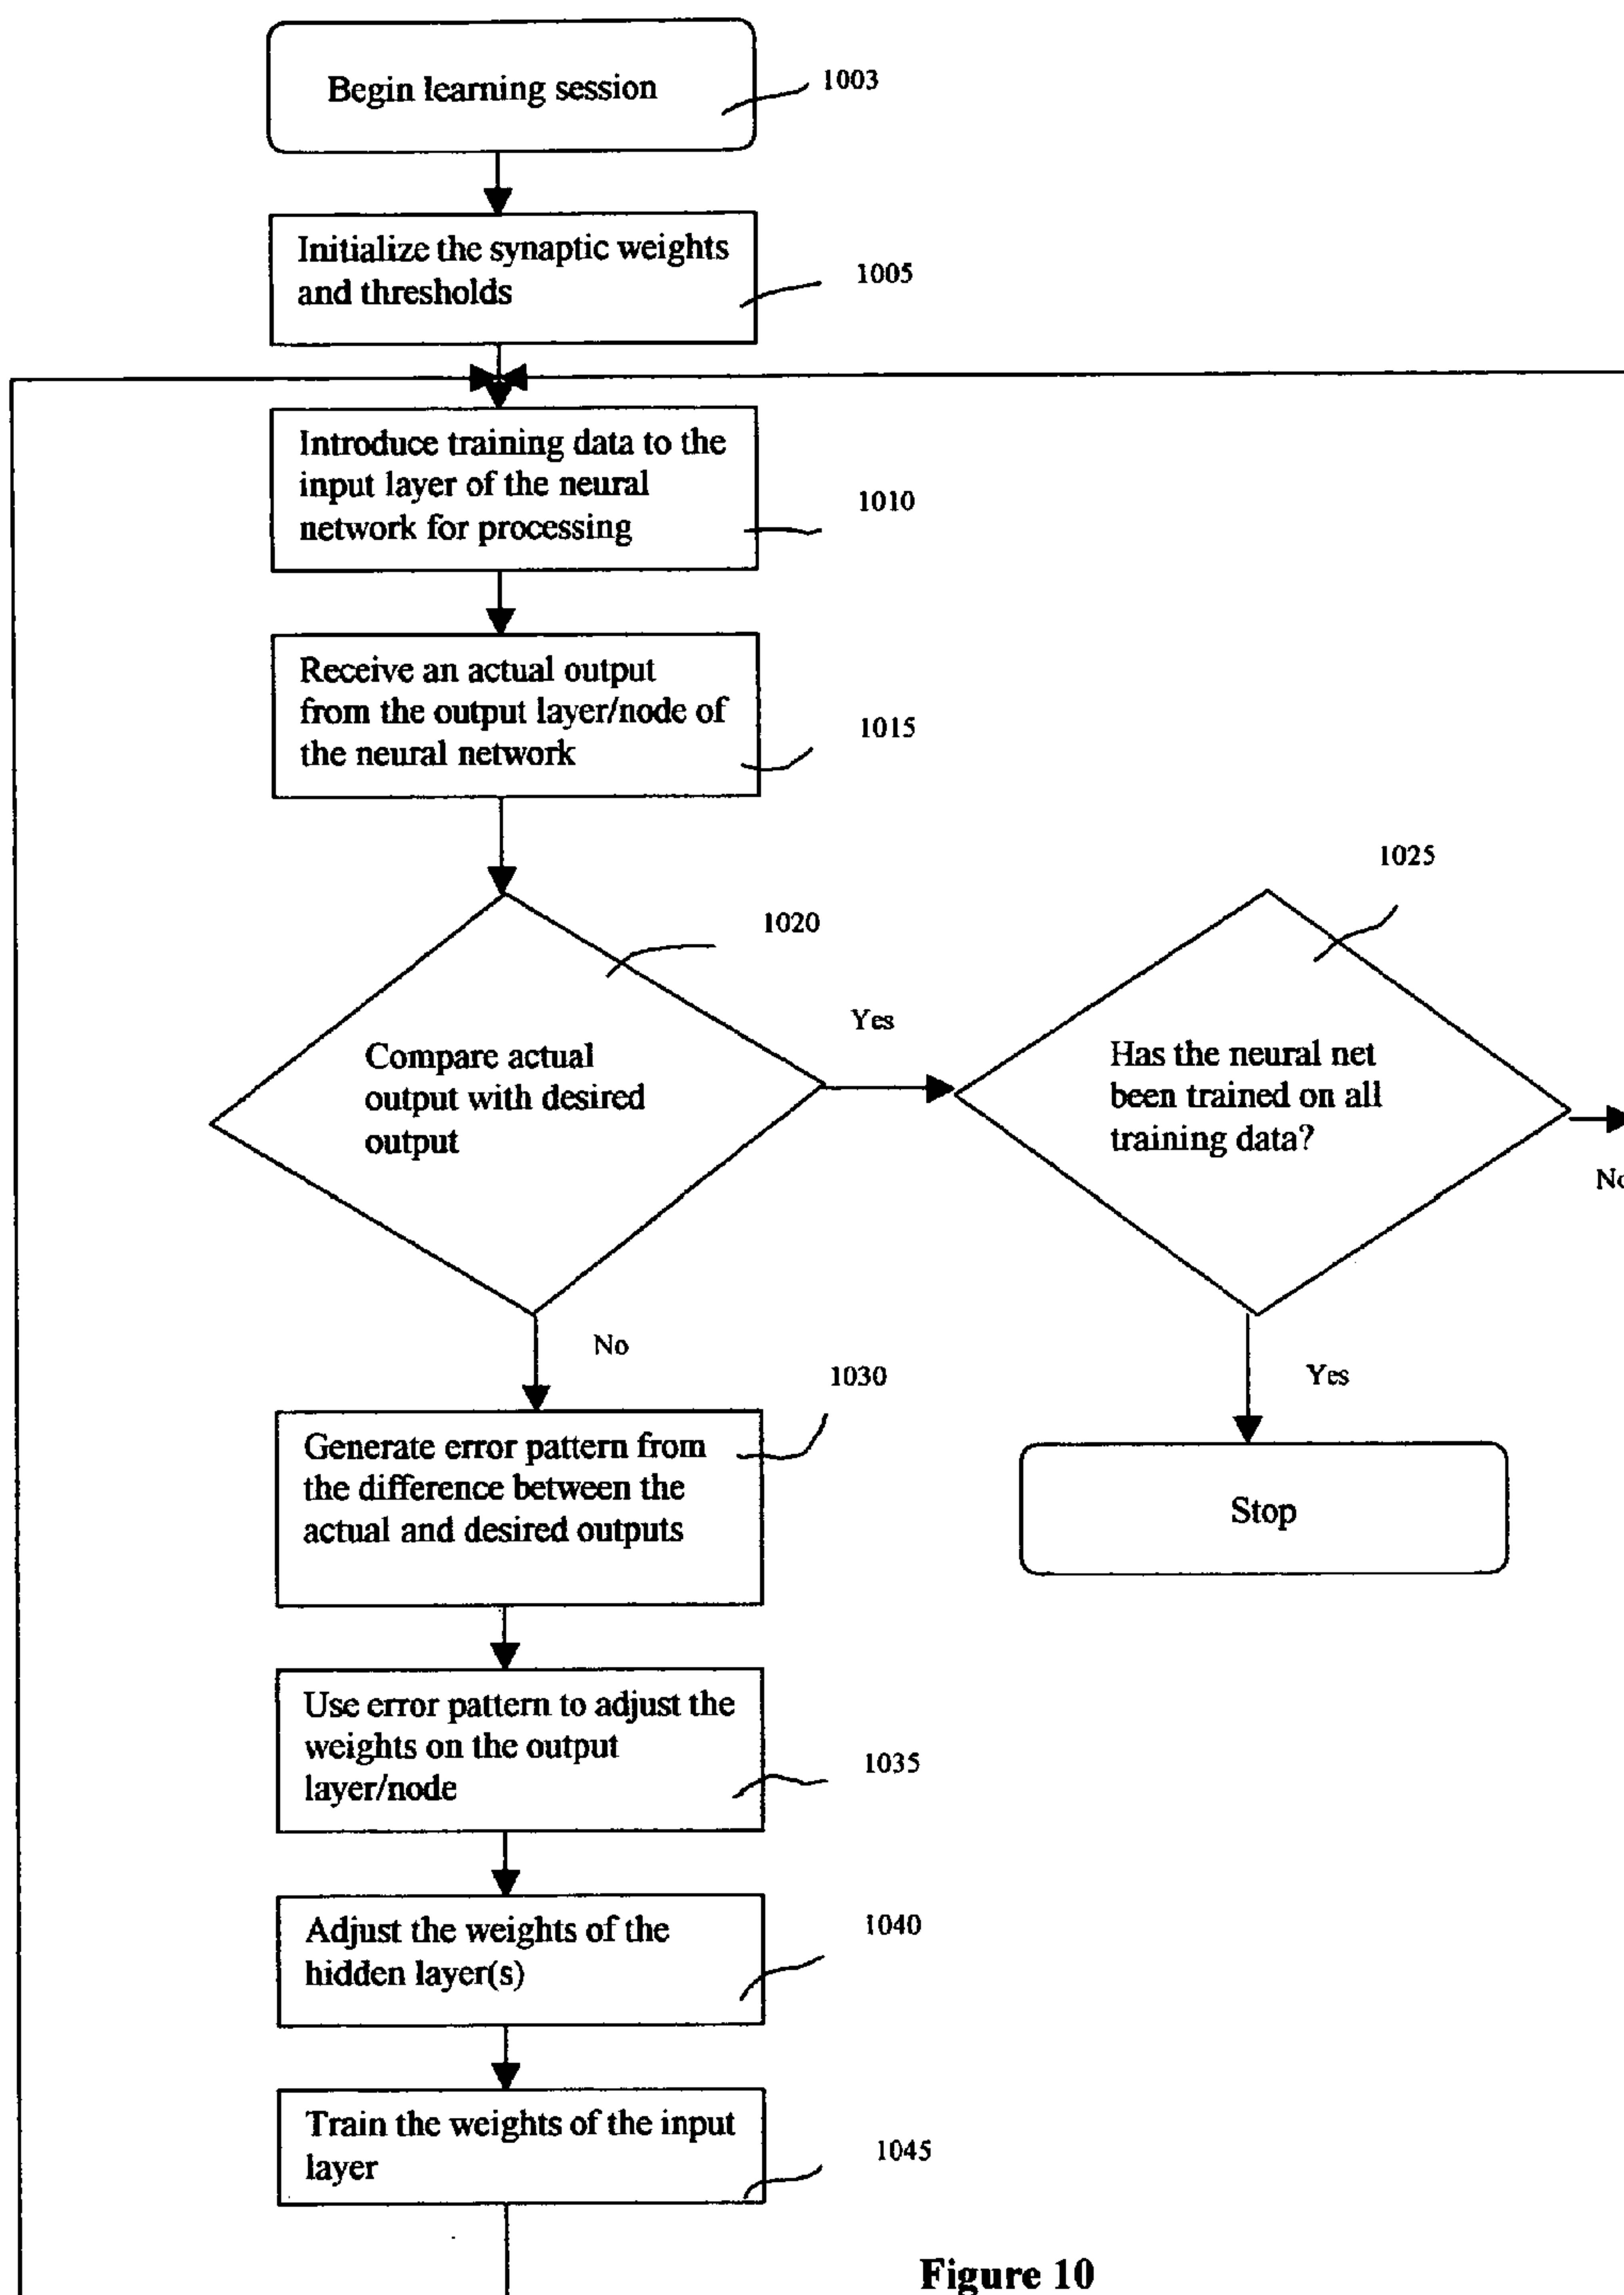 Begin learning session
1003
Initialize the synaptic weights
and thresholds
1005
Introduce training data to the
input layer of the neural
network for processing
1010
Receive an actual output
from the output layer/node of
the neural network
1015
1020
Compare actual
output with desired
output
Yes
1025
Has the neural net
been trained on all
training data?
No
No
Yes
1030
Generate error pattern from
the difference between the
actual and desired outputs
Stop
Use error pattern to adjust the
weights on the output
layer/node
1035
Adjust the weights of the
hidden layer(s)
1040
Train the weights of the input
layer
1045
Figure 10